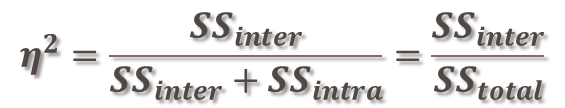 η² = SS_inter / (SS_inter + SS_intra) = SS_inter / SS_total